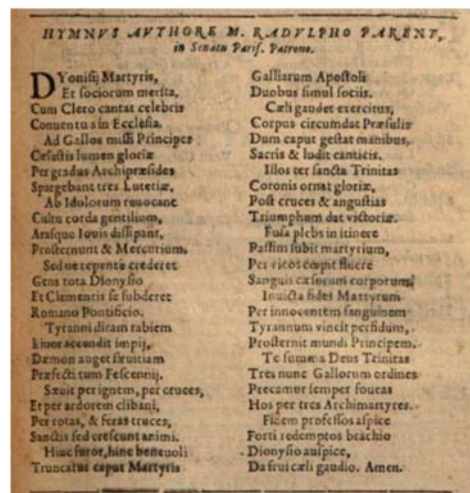 HYMNVS AVTHORE M. RADVLPHO PARENT,
in Senatu Paris. Patrono.
DYonisij Martyris,
Et sociorum merita,
Cum Clero cantat celebris
Conuentus in Ecclesia.
Ad Gallos missi Principes
Cælestis lumen gloriæ
Per gradus Archipræsides
Spargebant tres Lutetiæ.
Ab Idolorum reuocane
Cultu corda gentilium,
Arasque Iouis dissipant,
Prosternunt & Mercurium.
Sed ne repente crederet
Gens tota Dionysio
Et Clementis se subderet
Romano Pontificio.
Tyranni diram rabiem
Liuor accendit impij,
Dæmon auget sæuitiam
Præfecti tum Fescennij.
Sæuit per ignem, per cruces,
Et per ardorem clibani,
Per rotas, & feras truces,
Sanctis sed crescunt animi.
Hinc furor, hinc beneuoli
Truncatus caput Martyris
Galliarum Apostoli
Duobus simul sociis.
Cæli gaudet exercitus,
Corpus circumdat Præsulis
Dum caput gestat manibus,
Sacris & ludit canticis.
Illos ter sancta Trinitas
Coronis ornat gloriæ,
Post cruces & angustias
Triumphum dat victoriæ.
Fusa plebs in itinere
Passim subit martyrium,
Per vicos cœpit fluere
Sanguis cæsorum corporum.
Inuicta fides Martyrum
Per innocentem sanguinem
Tyrannum vincit perfidum,
Prosternit mundi Principem.
Te summa Deus Trinitas
Tres nunc Gallorum ordines
Precamur semper foueas
Hos per tres Archimartyres.
Fidem professos aspice
Forti redemptos brachio
Dionysio auspice,
Da frui cæli gaudio. Amen.